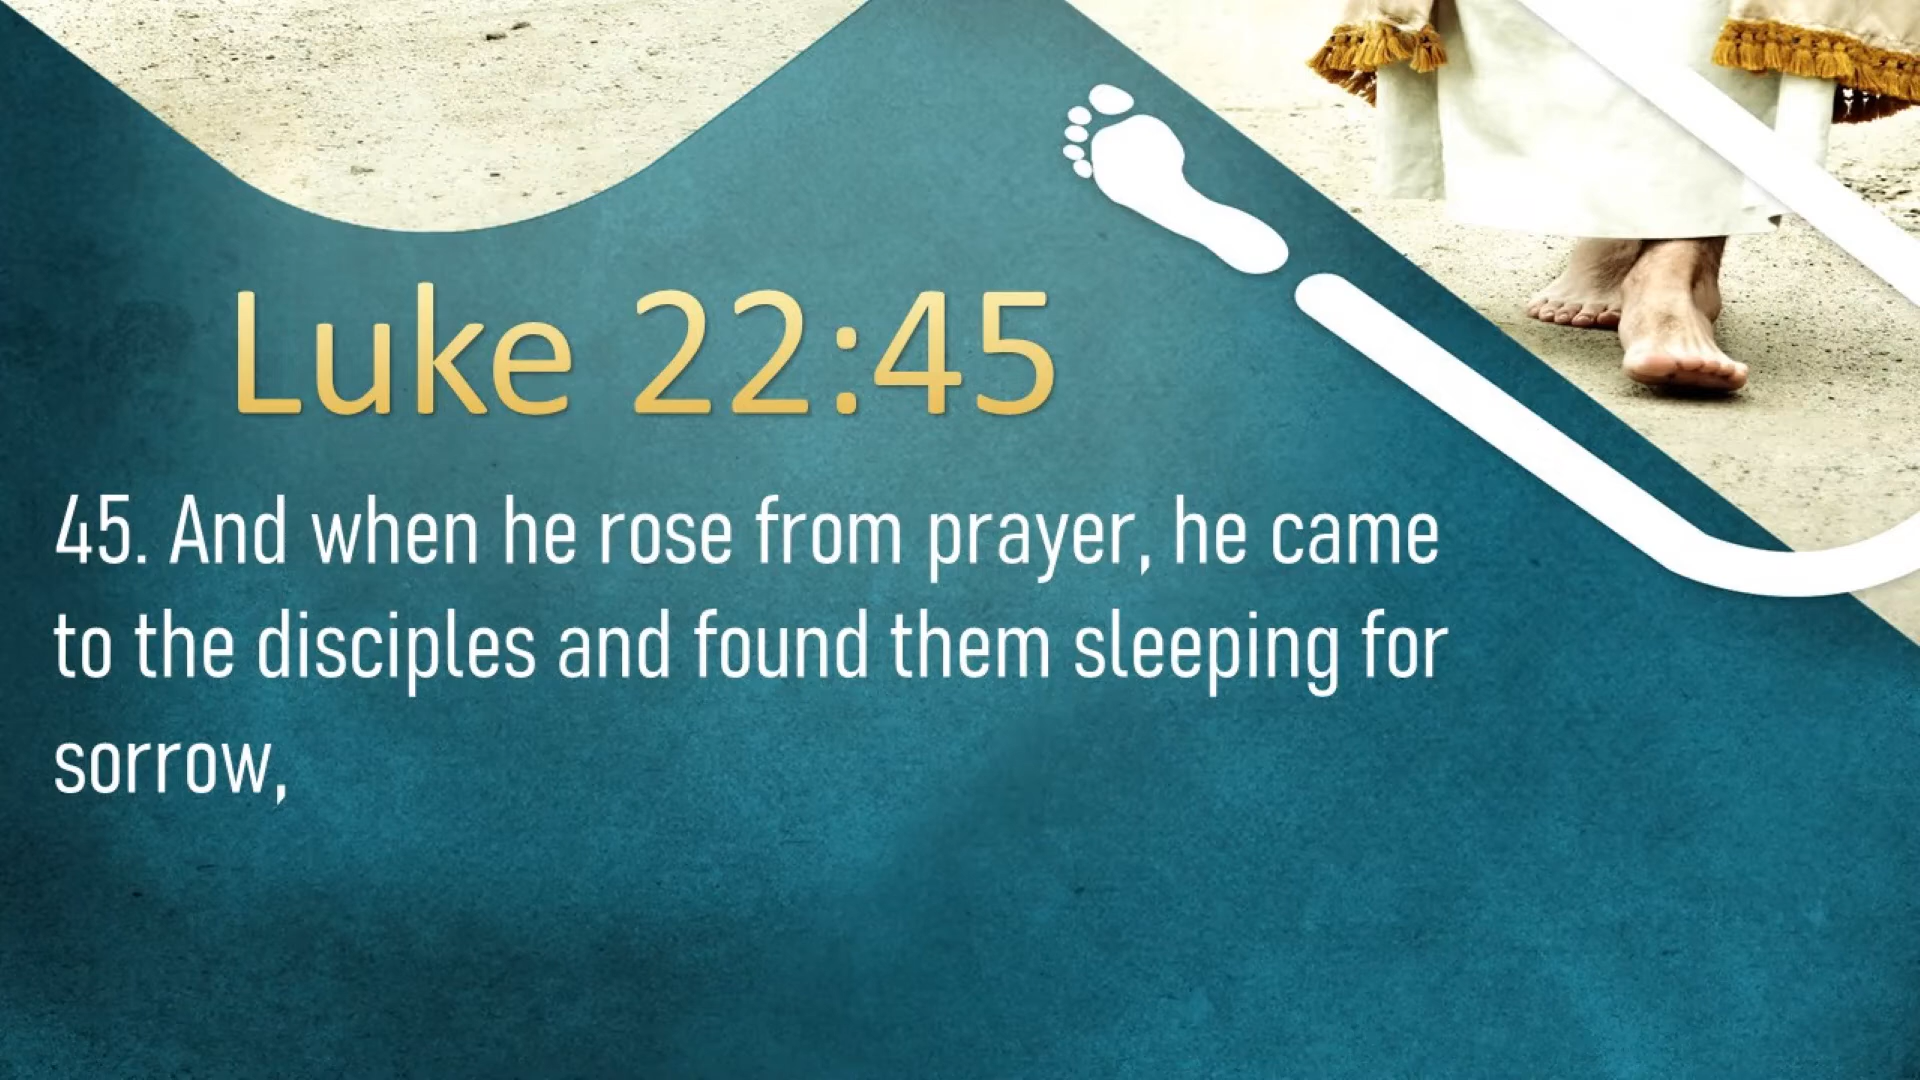 Luke 22:45
45. And when he rose from prayer, he came
to the disciples and found them sleeping for
sorrow,